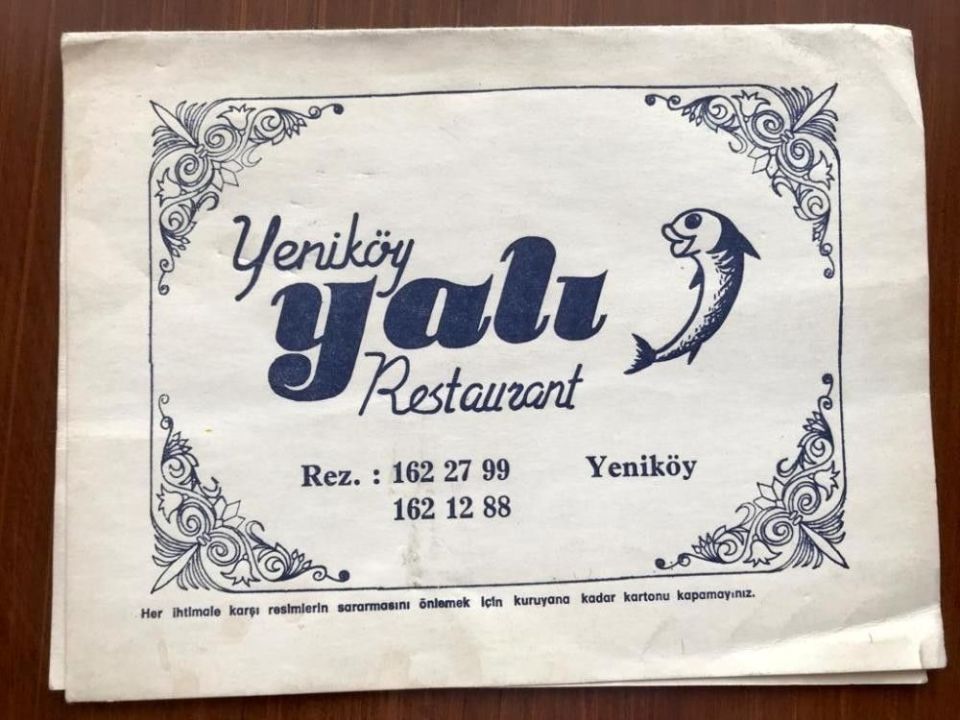 Yeniköy
yalı
Restaurant
Rez. : 162 27 99 Yeniköy
162 12 88
Her ihtimale karşı resimlerin sararmasını önlemek için kuruyana kadar kartonu kapamayınız.